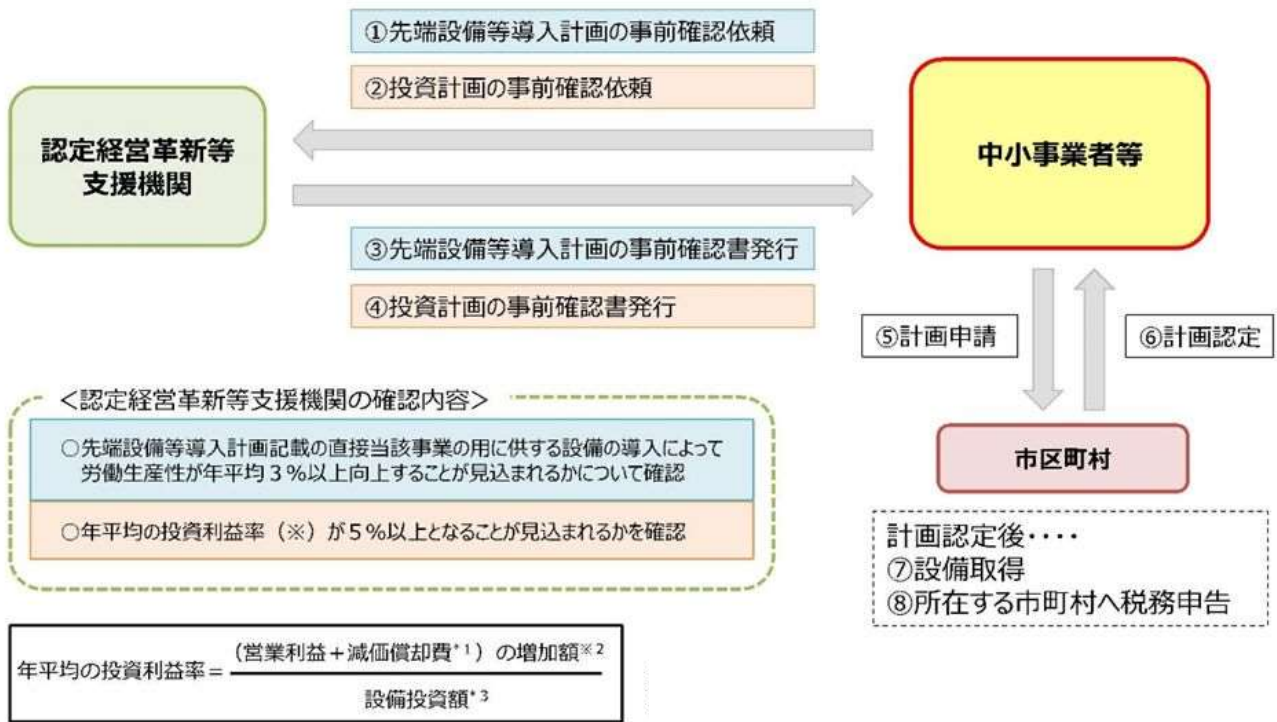 ①先端設備等導入計画の事前確認依頼
②投資計画の事前確認依頼
認定経営革新等
支援機関
中小事業者等
③先端設備等導入計画の事前確認書発行
④投資計画の事前確認書発行
⑤計画申請
⑥計画認定
<認定経営革新等支援機関の確認内容>
○先端設備等導入計画記載の直接当該事業の用に供する設備の導入によって
労働生産性が年平均3%以上向上することが見込まれるかについて確認
○年平均の投資利益率(※)が5%以上となることが見込まれるかを確認
市区町村
計画認定後・・・・
⑦設備取得
⑧所在する市町村へ税務申告
年平均の投資利益率=
(営業利益+減価償却費*1)の増加額※2
設備投資額*3